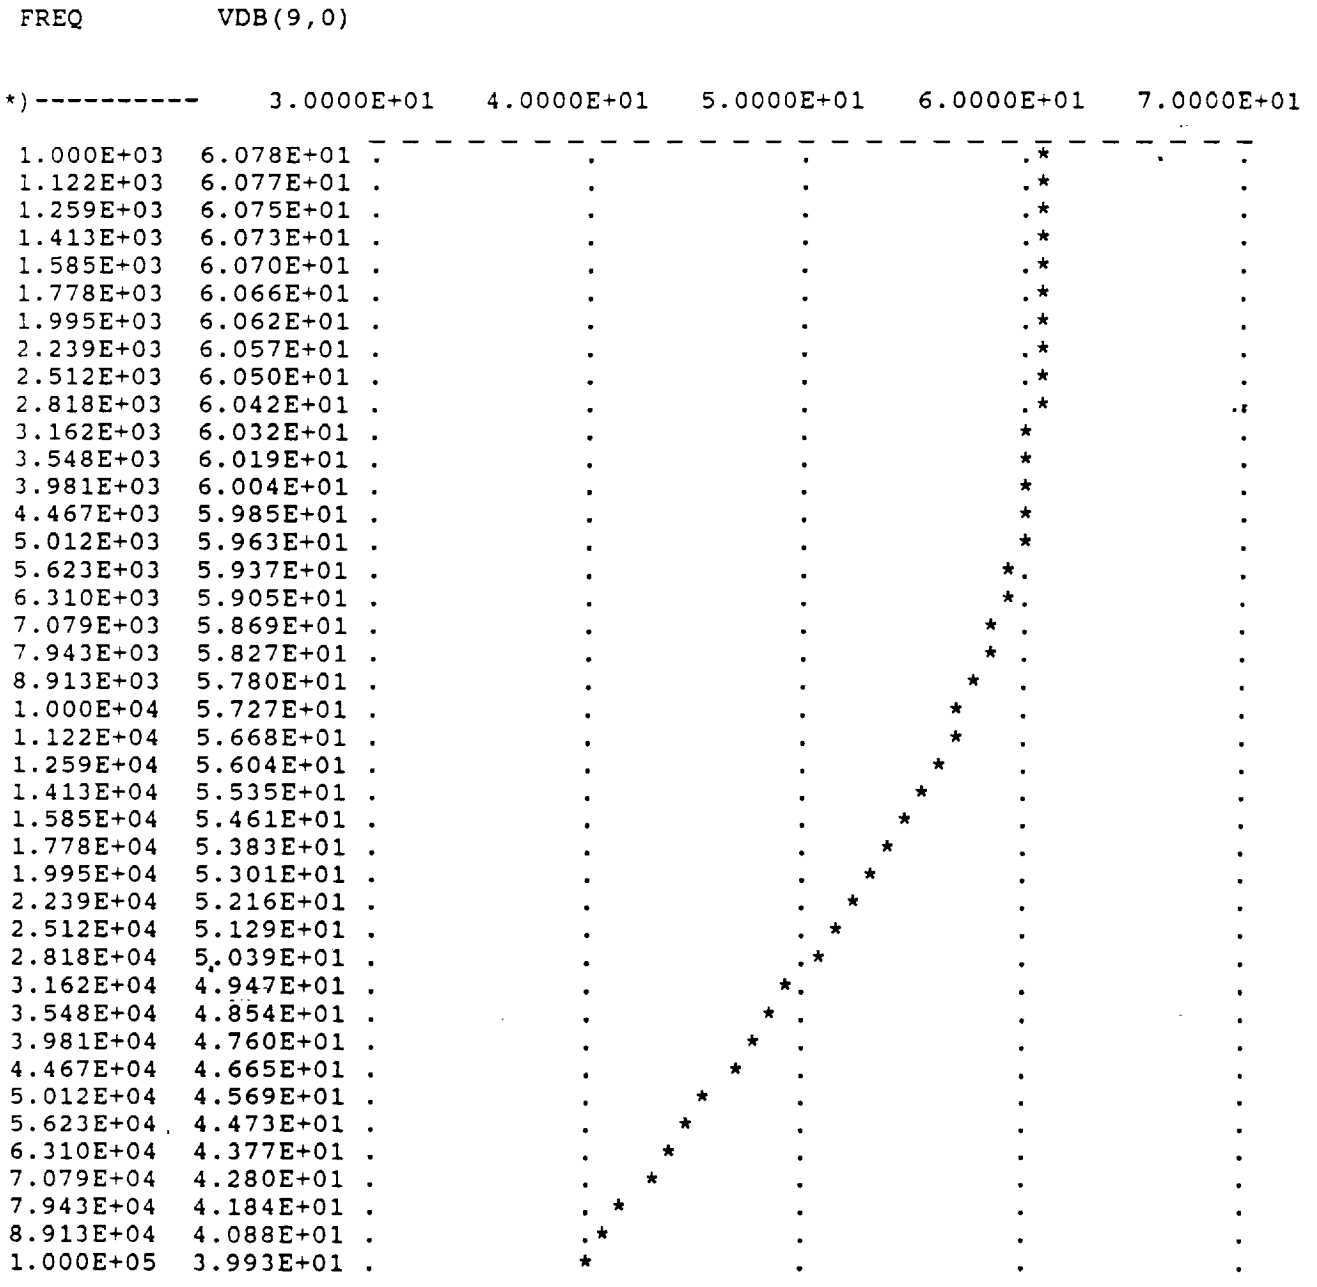 FREQ VDB(9,0)
*)---------- 3.0000E+01 4.0000E+01 5.0000E+01 6.0000E+01 7.0000E+01
- - - - - - - - - - - - - - - - - - - - - - - - - -
1.000E+03 6.078E+01 . . . . * .
1.122E+03 6.077E+01 . . . . * .
1.259E+03 6.075E+01 . . . . * .
1.413E+03 6.073E+01 . . . . * .
1.585E+03 6.070E+01 . . . . * .
1.778E+03 6.066E+01 . . . . * .
1.995E+03 6.062E+01 . . . . * .
2.239E+03 6.057E+01 . . . . * .
2.512E+03 6.050E+01 . . . . * .
2.818E+03 6.042E+01 . . . . * .
3.162E+03 6.032E+01 . . . * .
3.548E+03 6.019E+01 . . . * .
3.981E+03 6.004E+01 . . . * .
4.467E+03 5.985E+01 . . . * .
5.012E+03 5.963E+01 . . . * .
5.623E+03 5.937E+01 . . . * . .
6.310E+03 5.905E+01 . . . * . .
7.079E+03 5.869E+01 . . . * . .
7.943E+03 5.827E+01 . . . * . .
8.913E+03 5.780E+01 . . . * . .
1.000E+04 5.727E+01 . . . * . .
1.122E+04 5.668E+01 . . . * . .
1.259E+04 5.604E+01 . . . * . .
1.413E+04 5.535E+01 . . . * . .
1.585E+04 5.461E+01 . . . * . .
1.778E+04 5.383E+01 . . . * . .
1.995E+04 5.301E+01 . . . * . .
2.239E+04 5.216E+01 . . . * . .
2.512E+04 5.129E+01 . . . * . .
2.818E+04 5.039E+01 . . . * . .
3.162E+04 4.947E+01 . . * . . .
3.548E+04 4.854E+01 . . * . . .
3.981E+04 4.760E+01 . . * . . .
4.467E+04 4.665E+01 . . * . . .
5.012E+04 4.569E+01 . . * . . .
5.623E+04 4.473E+01 . . * . . .
6.310E+04 4.377E+01 . . * . . .
7.079E+04 4.280E+01 . . * . . .
7.943E+04 4.184E+01 . . * . . .
8.913E+04 4.088E+01 . . * . . .
1.000E+05 3.993E+01 . * . . .